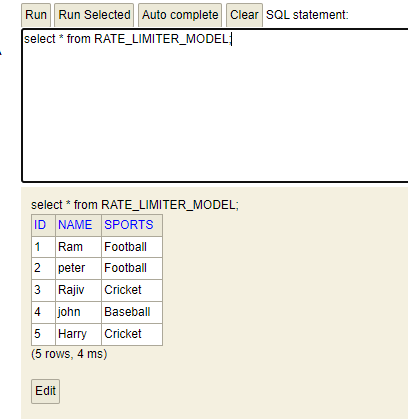 Run Run Selected Auto complete Clear SQL statement:
select * from RATE_LIMITER_MODEL;
select * from RATE_LIMITER_MODEL;
ID NAME SPORTS
1 Ram Football
2 peter Football
3 Rajiv Cricket
4 john Baseball
5 Harry Cricket
(5 rows, 4 ms)
Edit